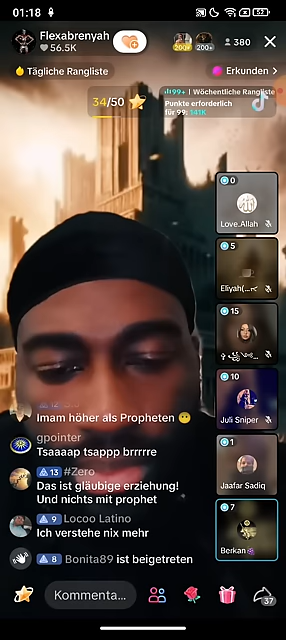 01:18
52
Flexabrenyah
56.5K
200+
200+
380
Tägliche Rangliste
Erkunden >
34/50
99+ | Wöchentliche Rangliste
Punkte erforderlich
für 99: 141K
0
Love.Allah
5
Eliyah(...
15
10
Juli Sniper
1
Jaafar Sadiq
7
Berkan
Imam höher als Propheten 😬
gpointer
Tsaaaap tsappp brrrrre
13 #Zero
Das ist gläubige erziehung!
Und nichts mit prophet
9 Locoo Latino
Ich verstehe nix mehr
8 Bonita89 ist beigetreten
Kommenta...
37